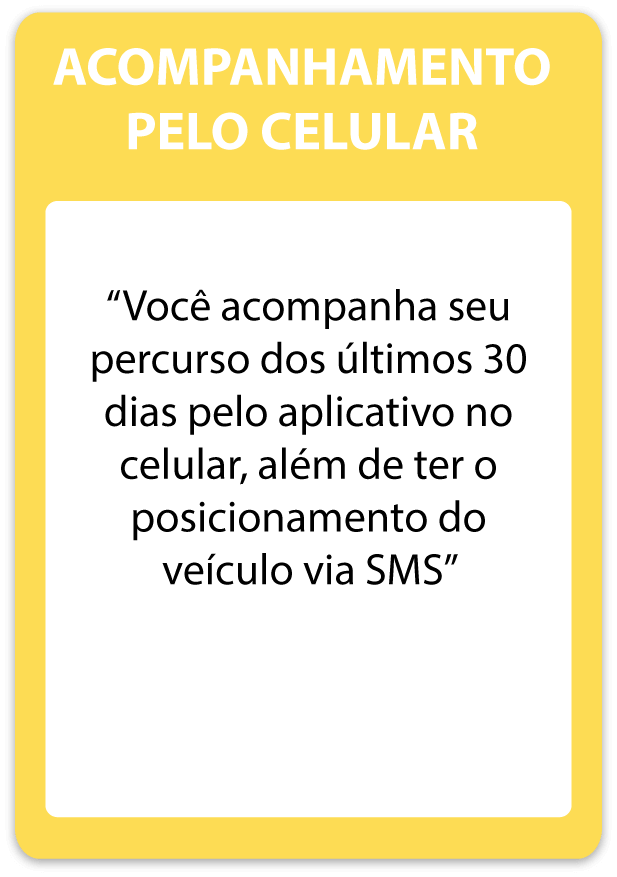 ACOMPANHAMENTO
PELO CELULAR
“Você acompanha seu
percurso dos últimos 30
dias pelo aplicativo no
celular, além de ter o
posicionamento do
veículo via SMS”